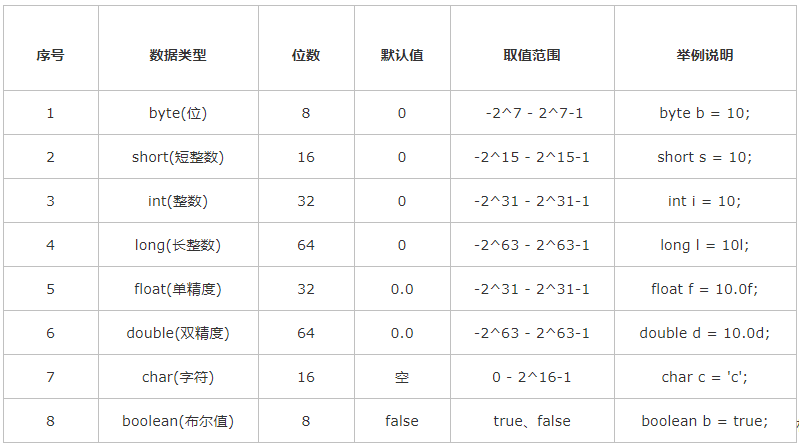 序号 数据类型 位数 默认值 取值范围 举例说明
1 byte(位) 8 0 -2^7 - 2^7-1 byte b = 10;
2 short(短整数) 16 0 -2^15 - 2^15-1 short s = 10;
3 int(整数) 32 0 -2^31 - 2^31-1 int i = 10;
4 long(长整数) 64 0 -2^63 - 2^63-1 long l = 10l;
5 float(单精度) 32 0.0 -2^31 - 2^31-1 float f = 10.0f;
6 double(双精度) 64 0.0 -2^63 - 2^63-1 double d = 10.0d;
7 char(字符) 16 空 0 - 2^16-1 char c = 'c';
8 boolean(布尔值) 8 false true、false boolean b = true;